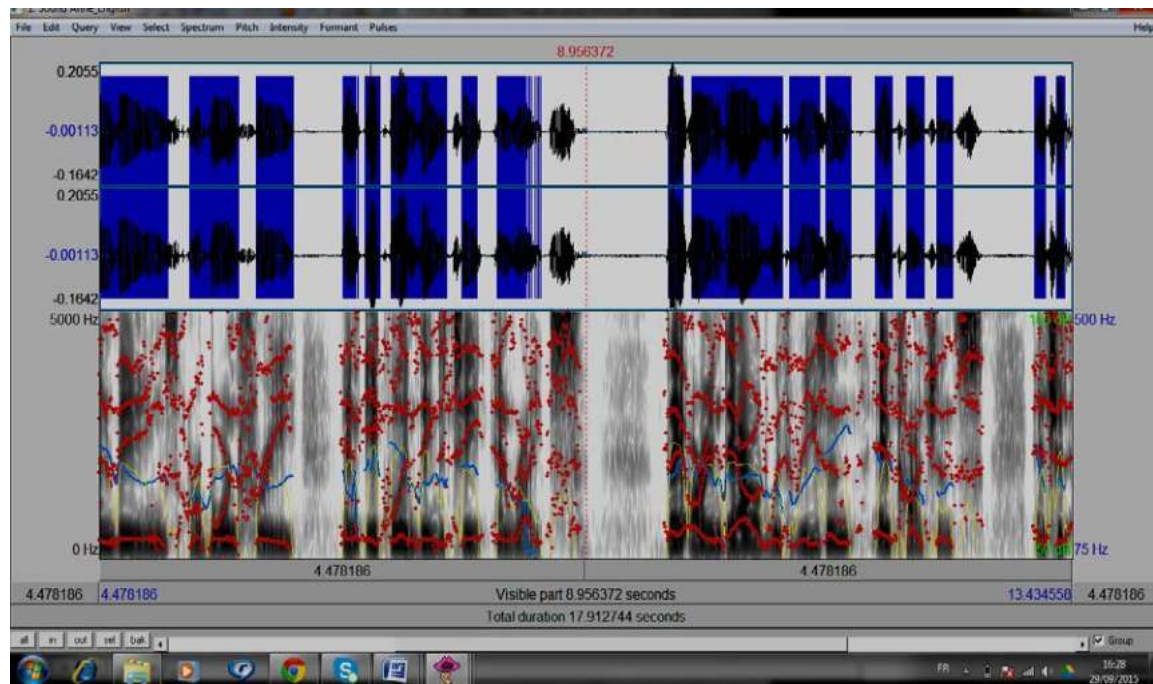 File Edit Query View Select Spectrum Pitch Intensity Formant Pulses Help
8.956372
0.2055
-0.00113
-0.1642
0.2055
-0.00113
-0.1642
5000 Hz 500 Hz
0 Hz 75 Hz
4.478186 4.478186
4.478186 4.478186 Visible part 8.956372 seconds 13.434558 4.478186
Total duration 17.912744 seconds
all in out sel bak Group
FR 16:28
29/09/2015